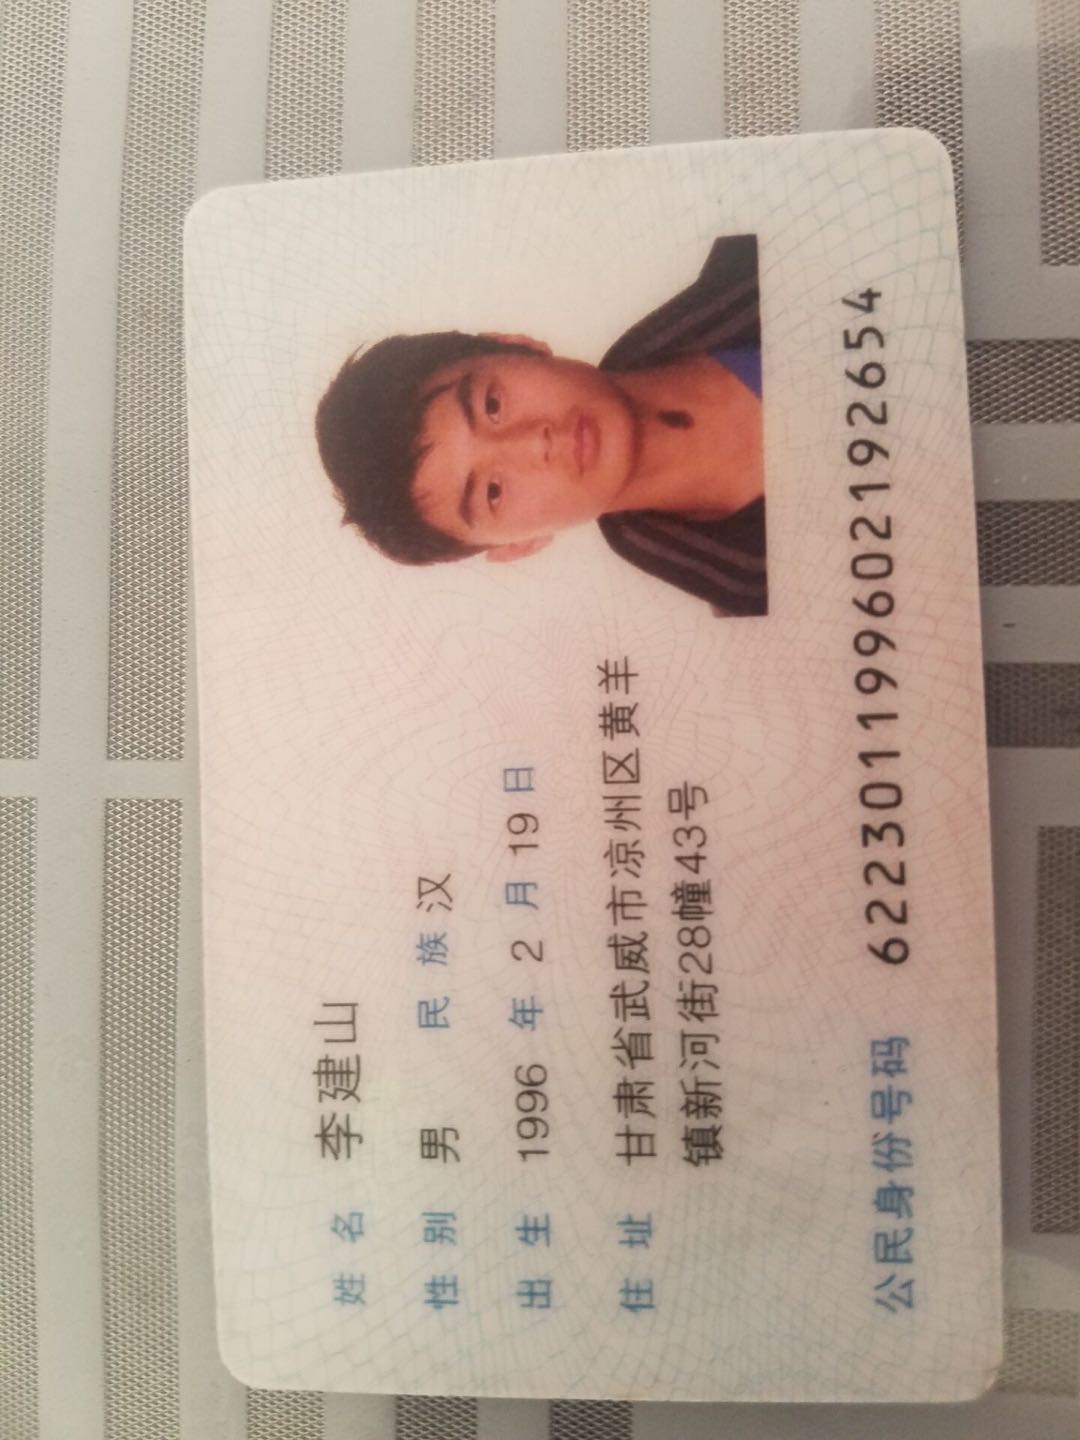 姓名 李建山
性别 男 民族 汉
出生 1996 年 2 月 19 日
住址 甘肃省武威市凉州区黄羊
镇新河街28幢43号
公民身份号码 622301199602192654